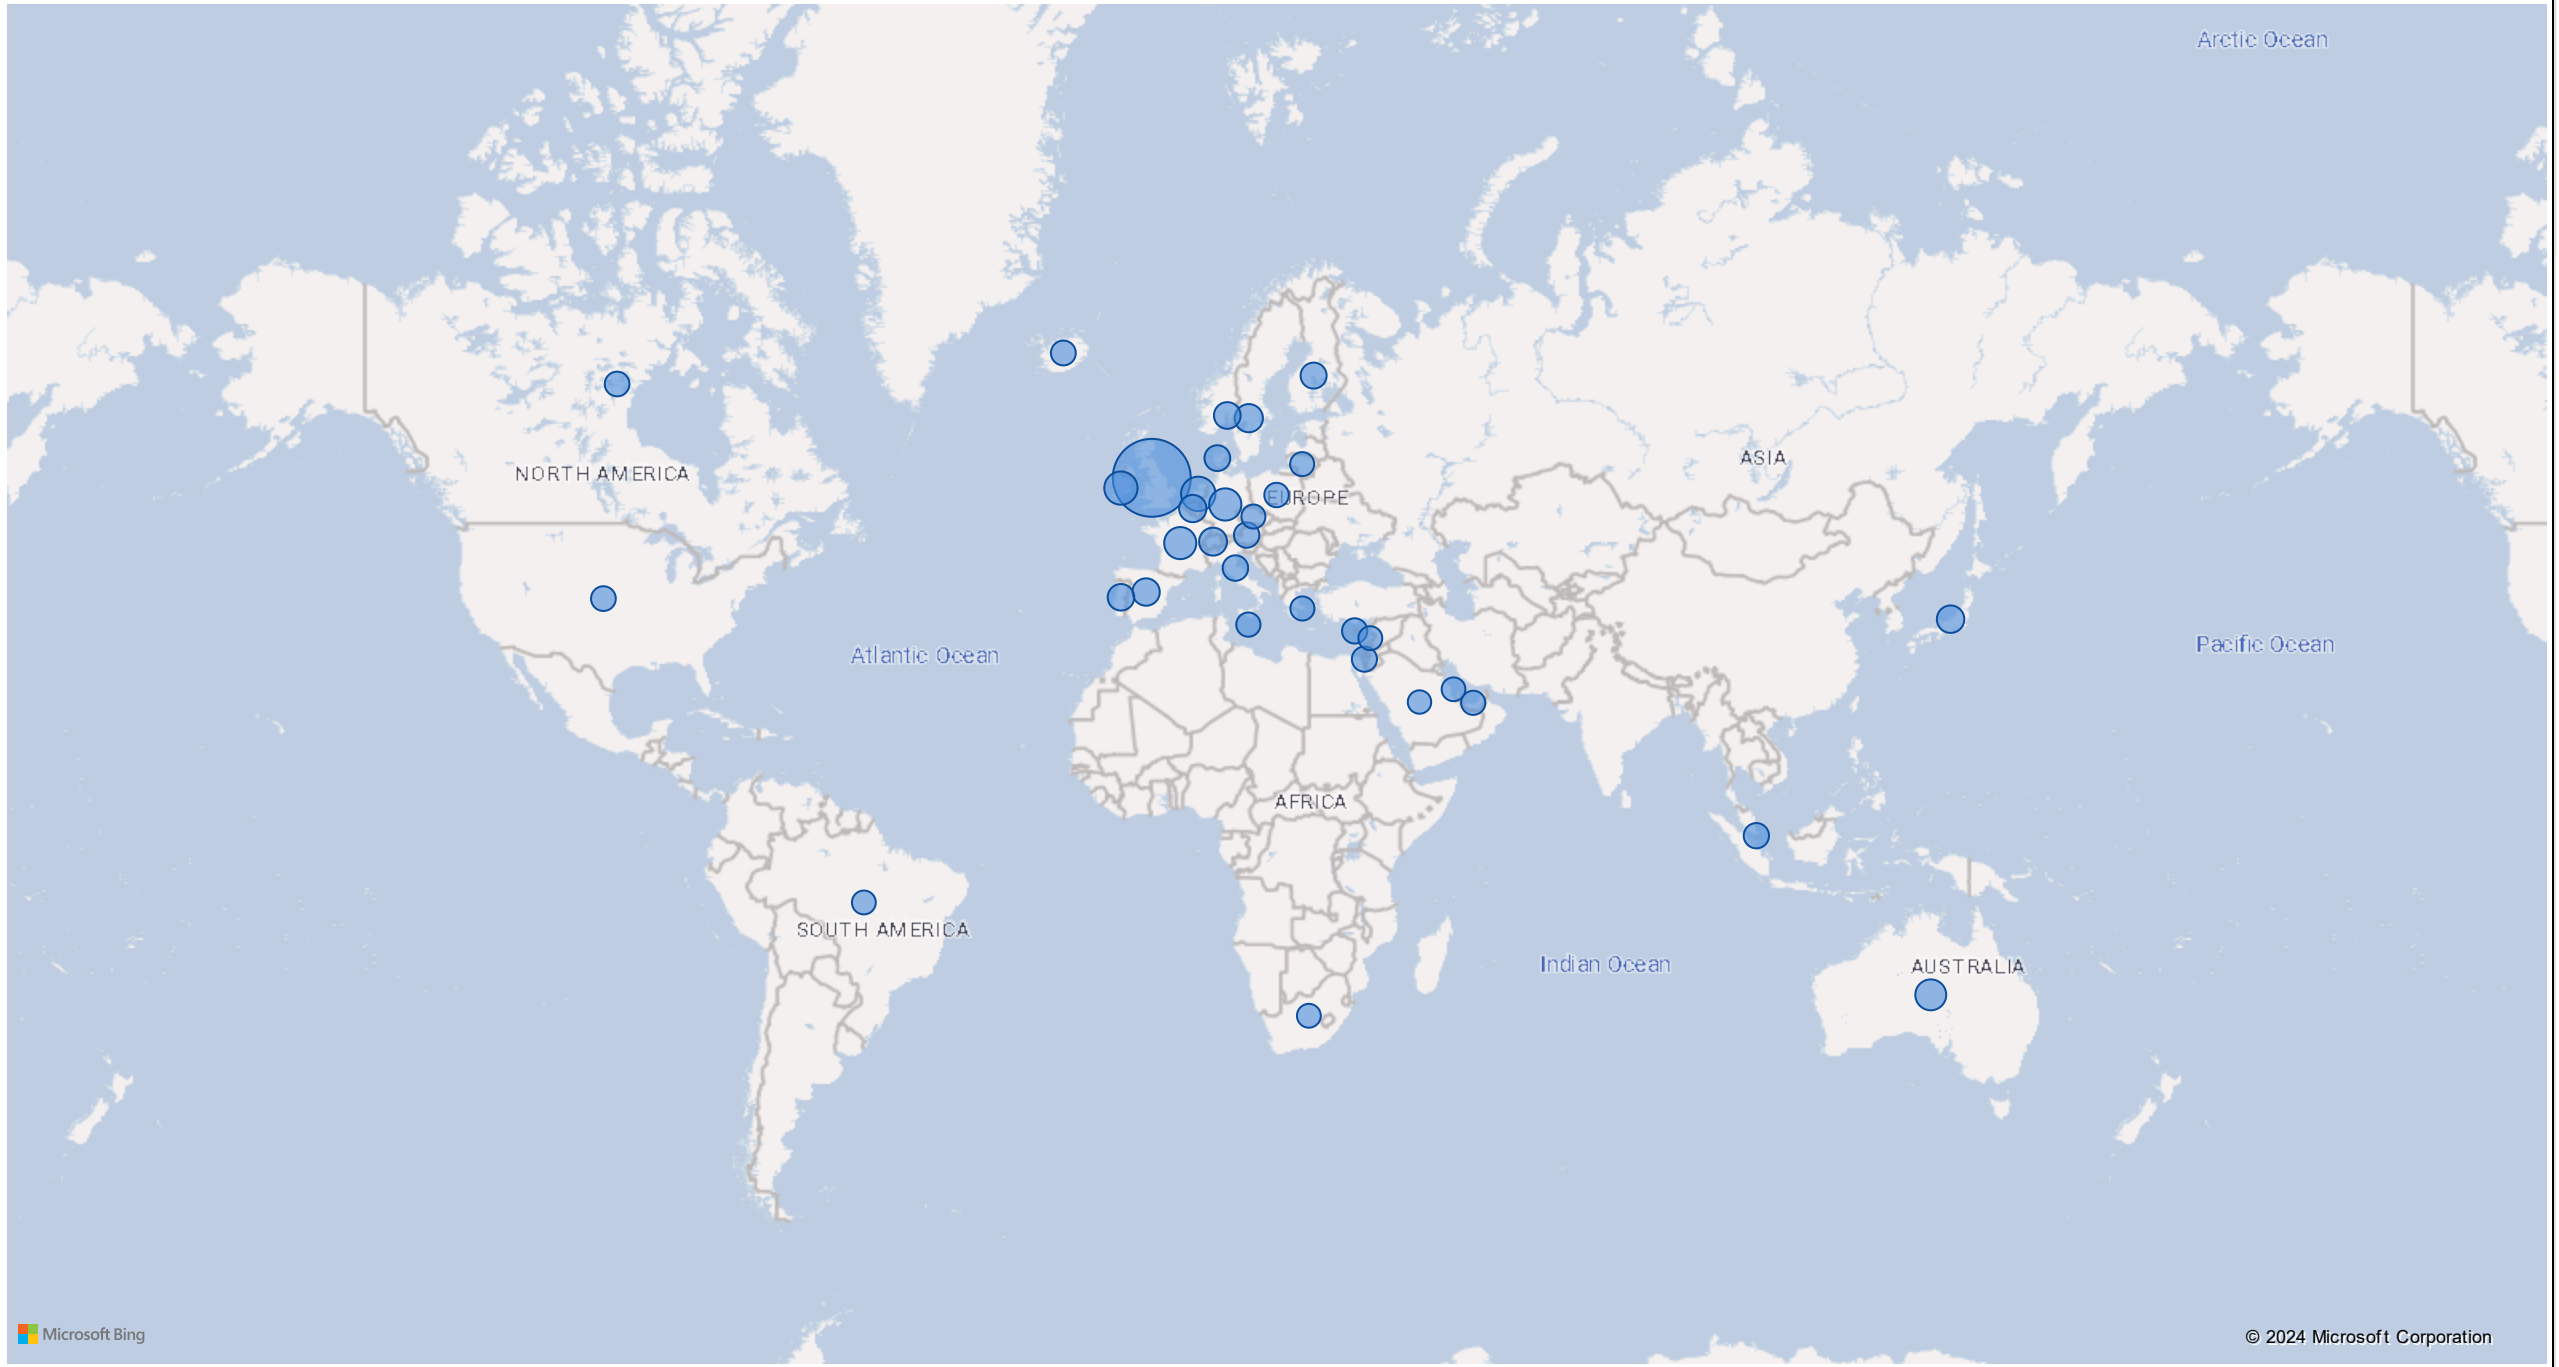 Arctic Ocean
ASIA
NORTH AMERICA
EUROPE
Pacific Ocean
Atlantic Ocean
AFRICA
SOUTH AMERICA
Indian Ocean
AUSTRALIA
Microsoft Bing
© 2024 Microsoft Corporation